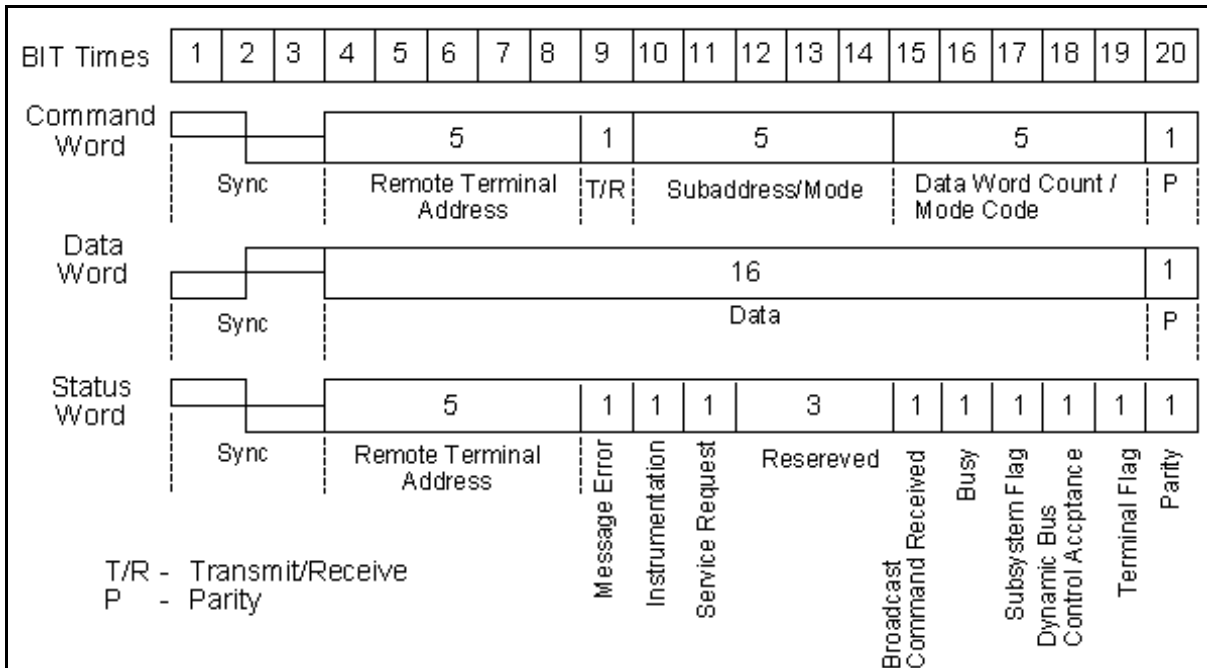 BIT Times 1 2 3 4 5 6 7 8 9 10 11 12 13 14 15 16 17 18 19 20
Command
Word
5 1 5 5 1
Sync
Remote Terminal
Address
T/R
Subaddress/Mode
Data Word Count /
Mode Code
P
Data
Word
16 1
Sync
Data
P
Status
Word
5 1 1 1 3 1 1 1 1 1 1
Sync
Remote Terminal
Address
Message Error
Instrumentation
Service Request
Resereved
Broadcast
Command Received
Busy
Subsystem Flag
Dynamic Bus
Control Accptance
Terminal Flag
Parity
T/R - Transmit/Receive
P - Parity